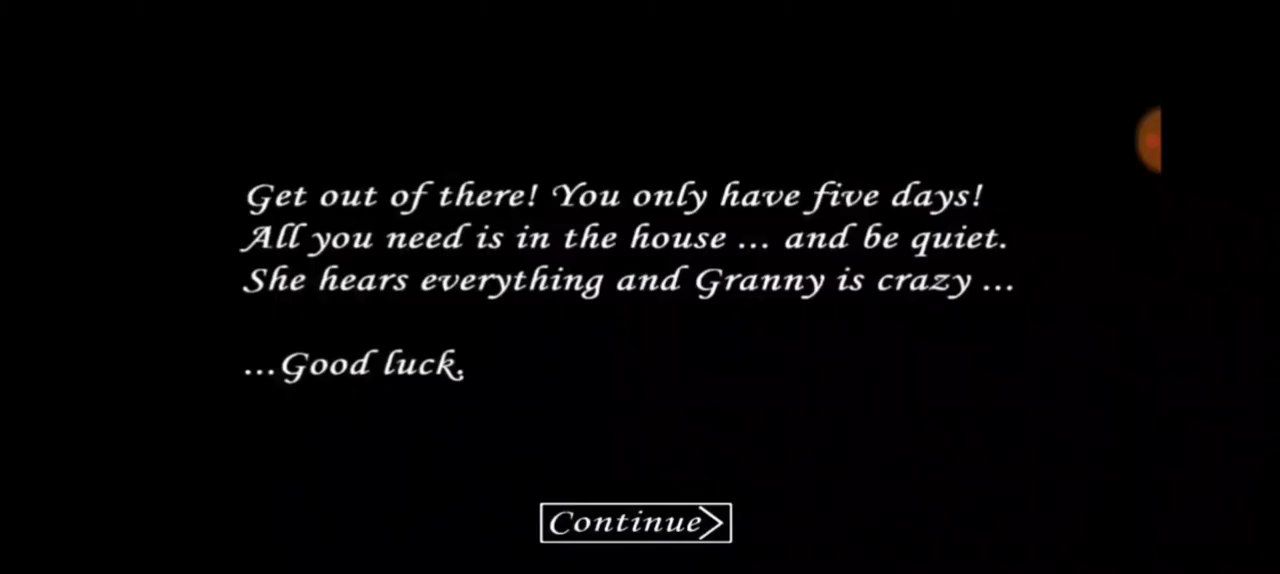 Get out of there! You only have five days!
All you need is in the house ... and be quiet.
She hears everything and Granny is crazy ...
...Good luck.
Continue>